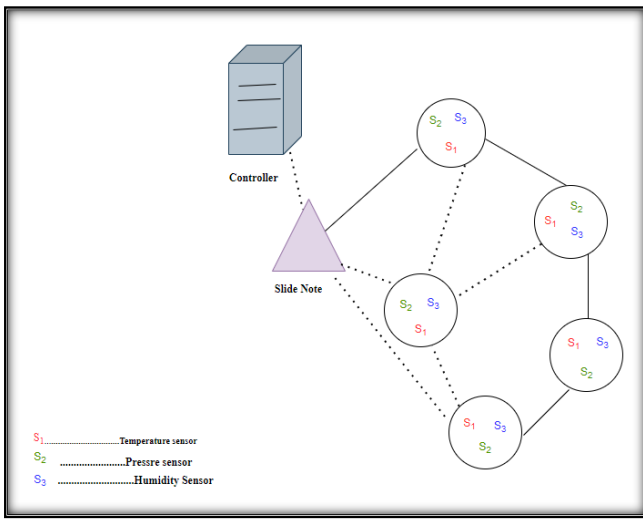 Controller
Slide Note
S2 S3
S1
S2
S1
S3
S2 S3
S1
S1 S3
S2
S1 S3
S2
S1..............................Temperature sensor
S2 ........................Pressre sensor
S3 ............................Humidity Sensor